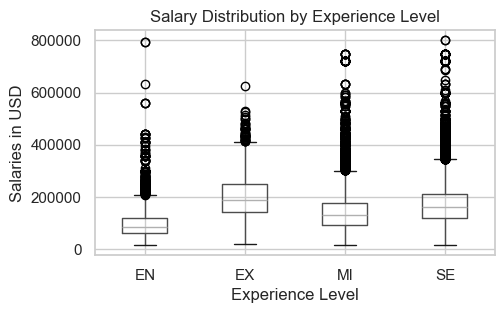 Salary Distribution by Experience Level
800000
600000
400000
200000
0
Salaries in USD
EN EX MI SE
Experience Level